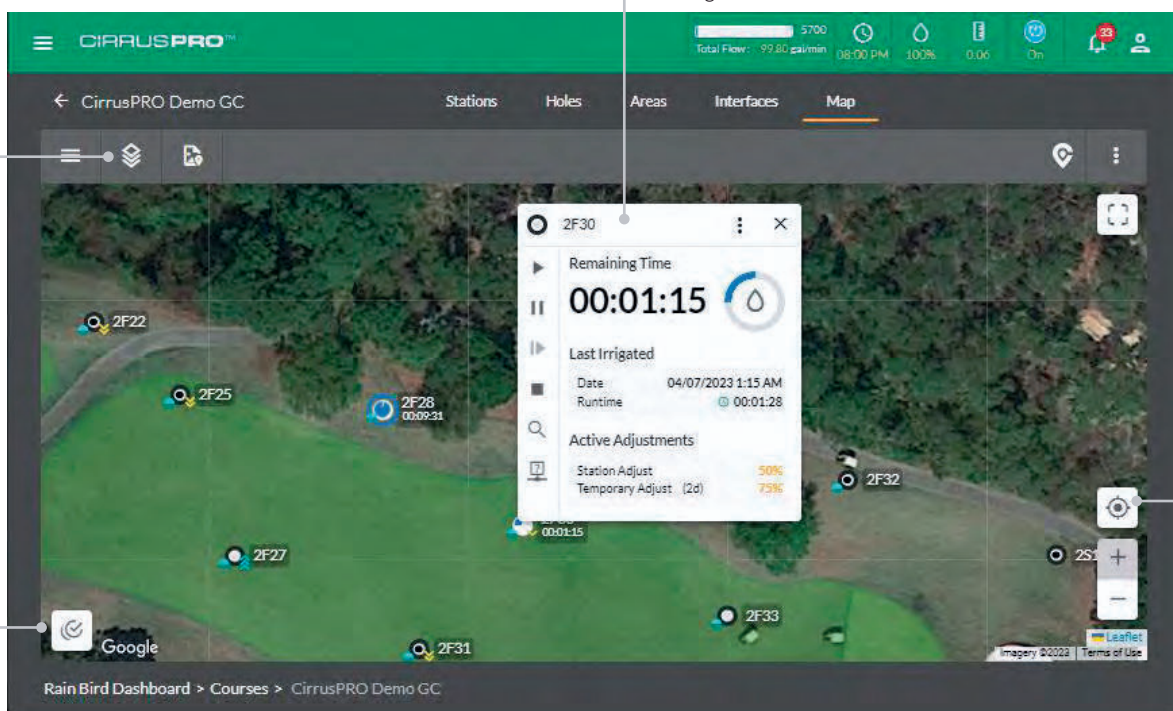 CIRRUSPRO™
5700
Total Flow: 99.80 gal/min
08:00 PM
100%
0.06
On
33
CirrusPRO Demo GC
Stations
Holes
Areas
Interfaces
Map
2F30
Remaining Time
00:01:15
Last Irrigated
Date 04/07/2023 1:15 AM
Runtime 00:01:28
Active Adjustments
Station Adjust 50%
Temporary Adjust (2d) 75%
2F22
2F25
2F28
00:09:31
2F32
00:01:15
2F27
2S1
2F33
2F31
Google
Leaflet
Imagery ©2023 Terms of Use
Rain Bird Dashboard > Courses > CirrusPRO Demo GC